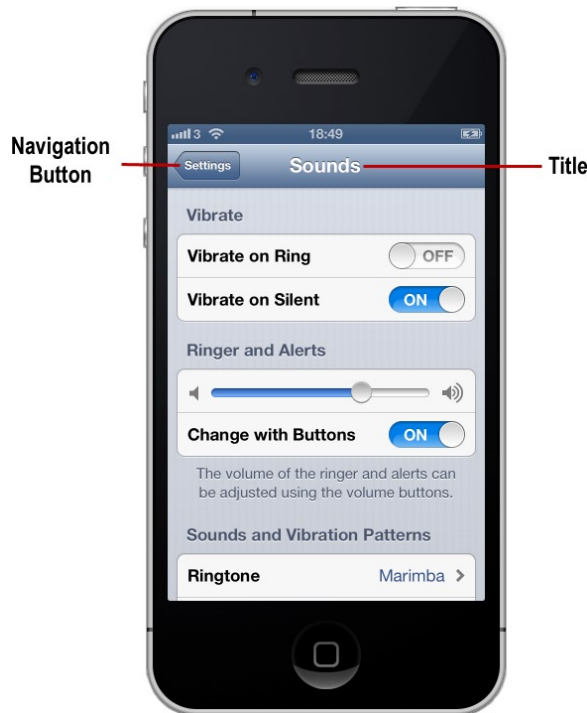 3 18:49
Navigation
Button
Settings Sounds
Title
Vibrate
Vibrate on Ring OFF
Vibrate on Silent ON
Ringer and Alerts
Change with Buttons ON
The volume of the ringer and alerts can
be adjusted using the volume buttons.
Sounds and Vibration Patterns
Ringtone Marimba >